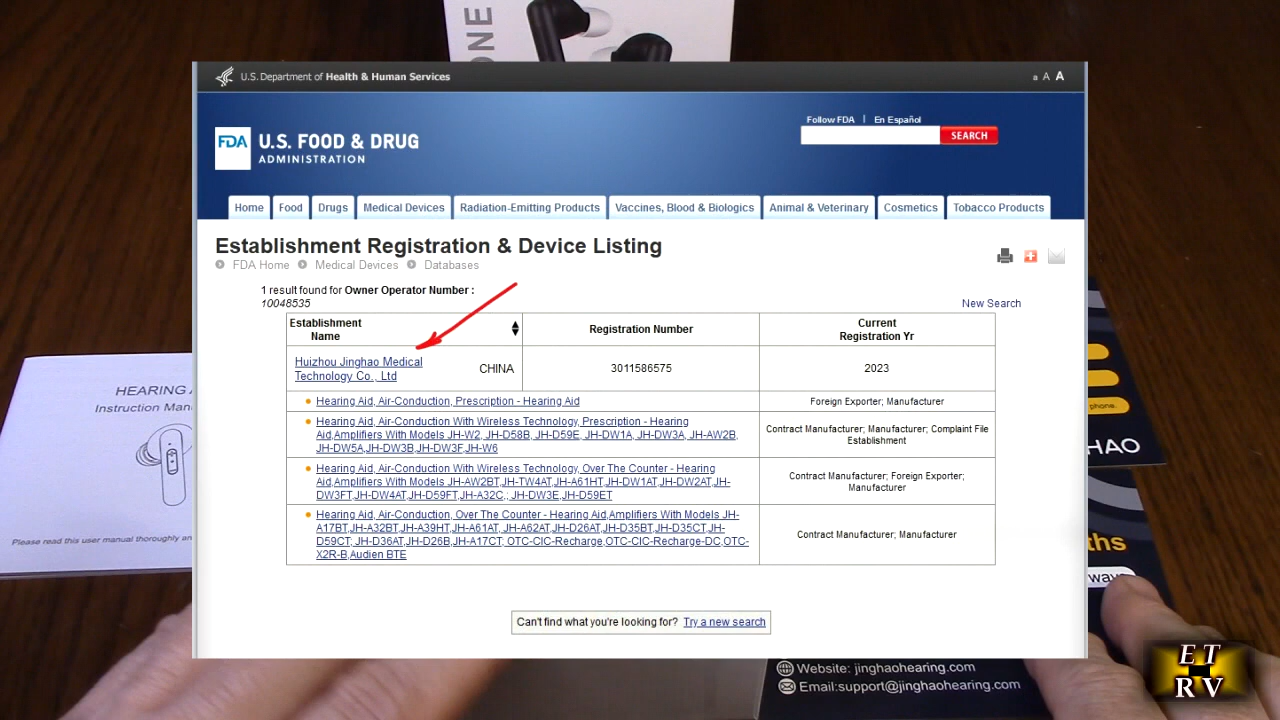 ONE
U.S. Department of Health & Human Services
a A A
Follow FDA | En Español
SEARCH
FDA U.S. FOOD & DRUG
ADMINISTRATION
Home Food Drugs Medical Devices Radiation-Emitting Products Vaccines, Blood & Biologics Animal & Veterinary Cosmetics Tobacco Products
Establishment Registration & Device Listing
FDA Home Medical Devices Databases
1 result found for Owner Operator Number :
10048535
New Search
Establishment
Name
Registration Number
Current
Registration Yr
Huizhou Jinghao Medical
Technology Co., Ltd
CHINA
3011586575
2023
Hearing Aid, Air-Conduction, Prescription - Hearing Aid
Foreign Exporter; Manufacturer
Hearing Aid, Air-Conduction With Wireless Technology, Prescription - Hearing
Aid,Amplifiers With Models JH-W2, JH-D58B, JH-D59E, JH-DW1A, JH-DW3A, JH-AW2B,
JH-DW5A,JH-DW3B,JH-DW3F,JH-W6
Contract Manufacturer; Manufacturer; Complaint File
Establishment
Hearing Aid, Air-Conduction With Wireless Technology, Over The Counter - Hearing
Aid,Amplifiers With Models JH-AW2BT,JH-TW4AT,JH-A61HT,JH-DW1AT,JH-DW2AT,JH-
DW3FT,JH-DW4AT,JH-D59FT,JH-A32C,, JH-DW3E,JH-D59ET
Contract Manufacturer; Foreign Exporter;
Manufacturer
Hearing Aid, Air-Conduction, Over The Counter - Hearing Aid,Amplifiers With Models JH-
A17BT,JH-A32BT,JH-A39HT,JH-A61AT, JH-A62AT,JH-D26AT,JH-D35BT,JH-D35CT,JH-
D59CT, JH-D36AT,JH-D26B,JH-A17CT; OTC-CIC-Recharge,OTC-CIC-Recharge-DC,OTC-
X2R-B,Audien BTE
Contract Manufacturer; Manufacturer
Can't find what you're looking for? Try a new search
HEARING A
Instruction Man
Please read this user manual thoroughly an
phone.
HAO
ths
way
Website: jinghaohearing.com
Email:support@jinghaohearing.com
ET
RV